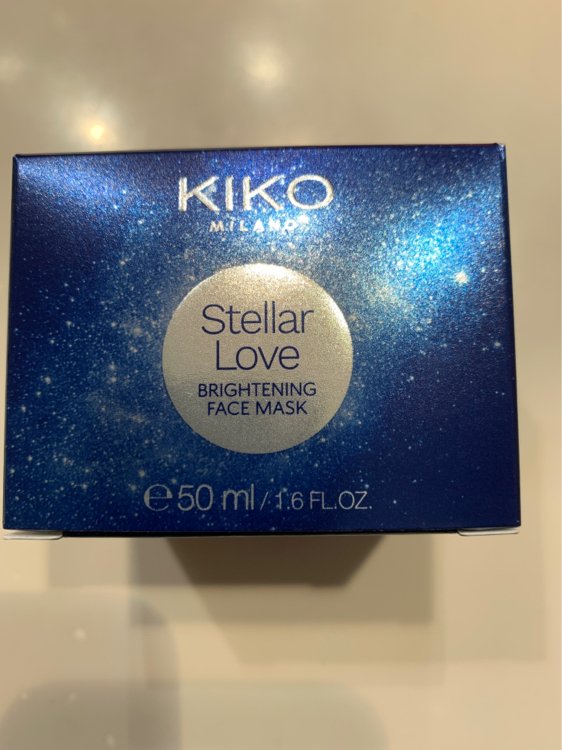 KIKO
MILANO
Stellar
Love
BRIGHTENING
FACE MASK
℮50 ml / 1.6 FL.OZ.